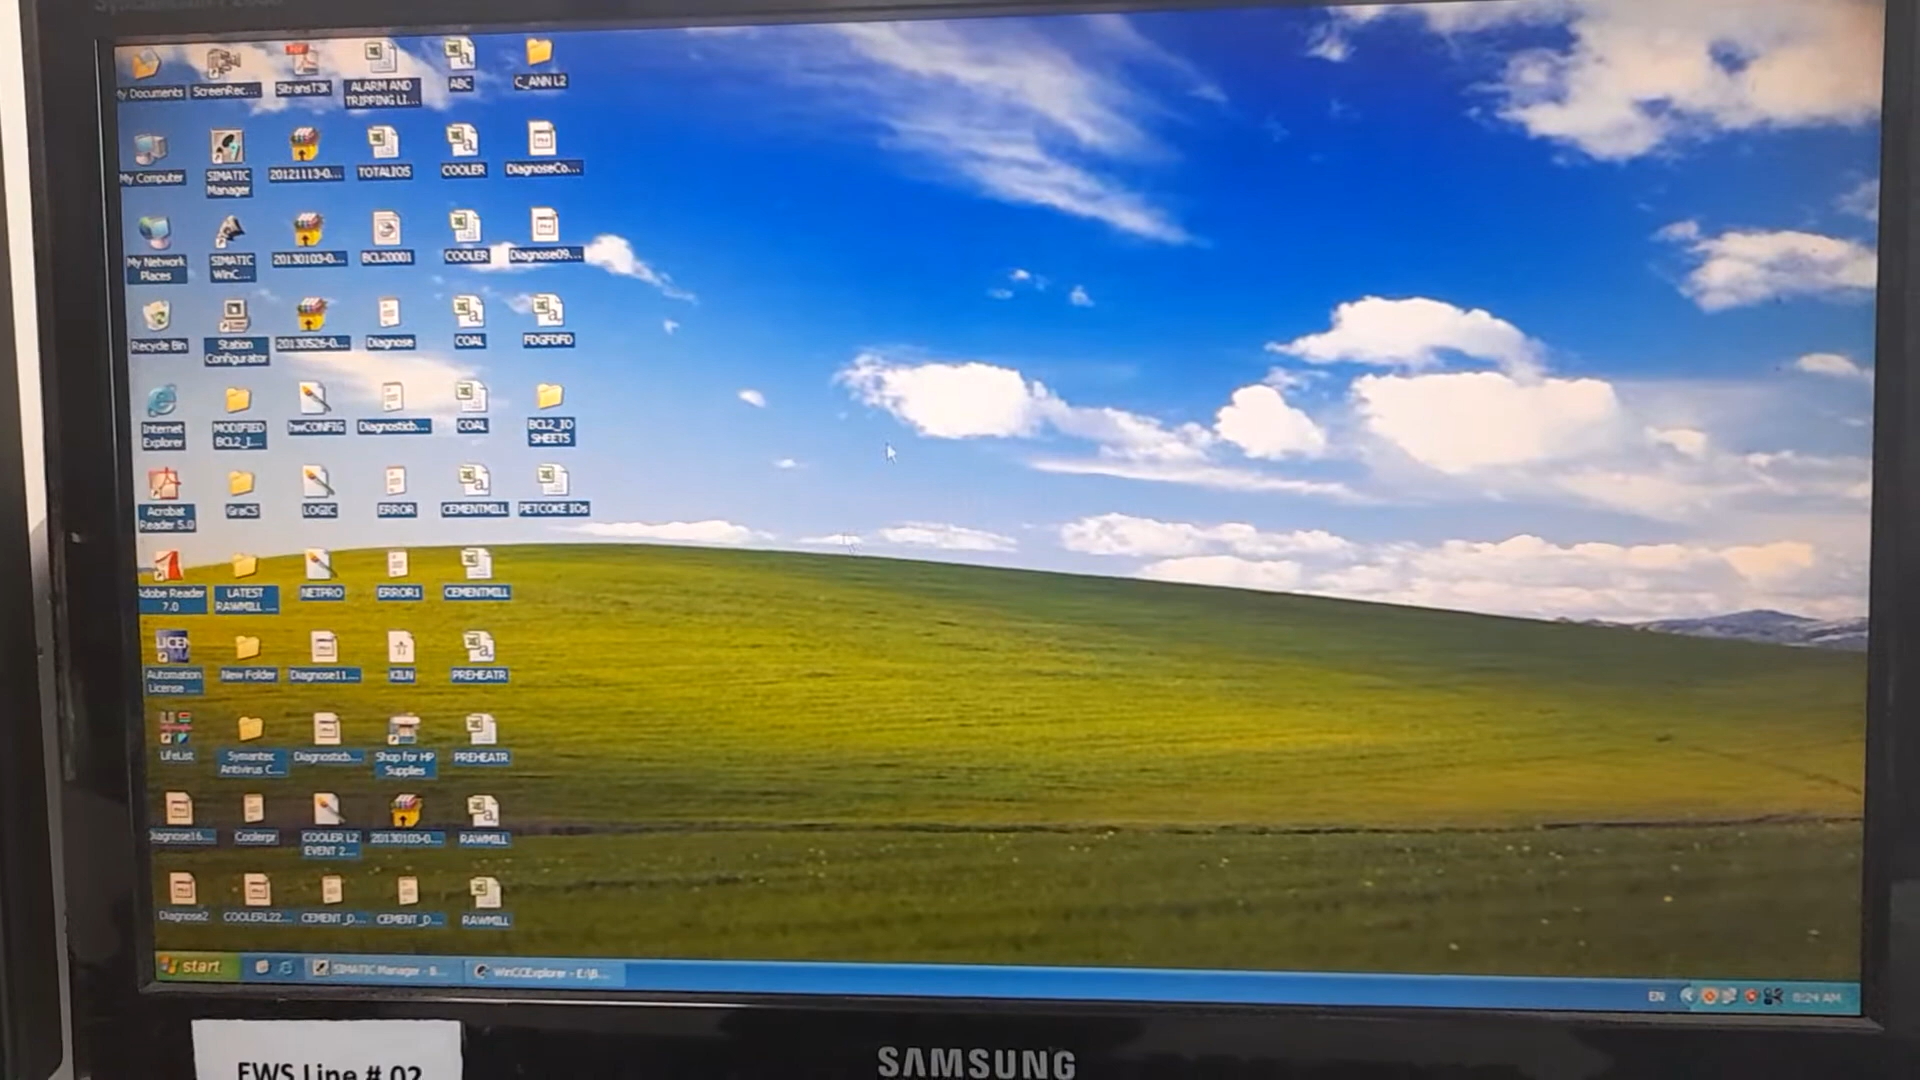 My Documents
ScreenRec...
SitransT3K
ALARM AND
TRIPPING LI...
ABC
C_ANN L2
My Computer
SIMATIC
Manager
20121113-0...
TOTALIOS
COOLER
DiagnoseCo...
My Network
Places
SIMATIC
WinC...
20130103-0...
BCL20001
COOLER
Diagnose09...
Recycle Bin
Station
Configurator
20130526-0...
Diagnose
COAL
FDGFDFD
Internet
Explorer
MODIFIED
BCL2_I...
hwCONFIG
Diagnosticb...
COAL
BCL2_IO
SHEETS
Acrobat
Reader 5.0
GraCS
LOGIC
ERROR
CEMENTMILL
PETCOKE IOs
Adobe Reader
7.0
LATEST
RAWMILL ...
NETPRO
ERROR1
CEMENTMILL
Automation
License ...
New Folder
Diagnose11...
KILN
PREHEATR
LifeList
Symantec
Antivirus C...
Diagnosticb...
Shop for HP
Supplies
PREHEATR
Diagnose16...
Coolerpr
COOLER L2
EVENT 2...
20130103-0...
RAWMILL
Diagnose2
COOLERL22...
CEMENT_D...
CEMENT_D...
RAWMILL
start
SIMATIC Manager - B...
WinCCExplorer - E:\B...
EN
8:24 AM
EWS Line # 02
SAMSUNG